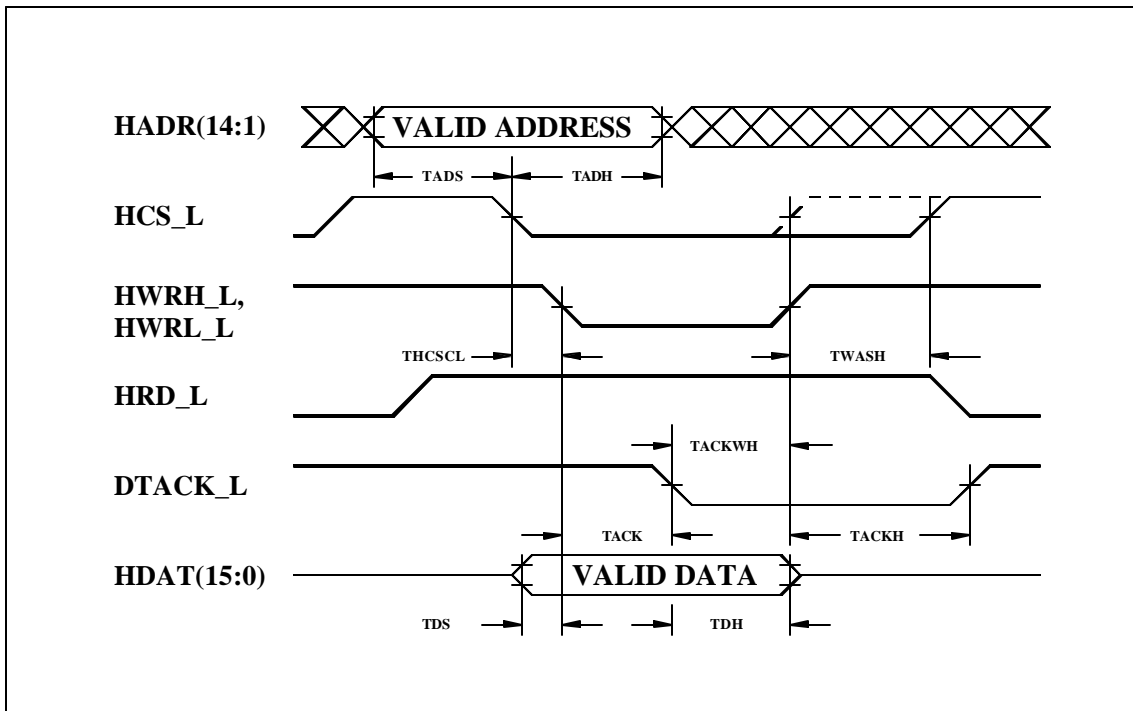 HADR(14:1)
VALID ADDRESS
TADS
TADH
HCS_L
HWRH_L,
HWRL_L
THCSCL
TWASH
HRD_L
TACKWH
DTACK_L
TACK
TACKH
HDAT(15:0)
VALID DATA
TDS
TDH